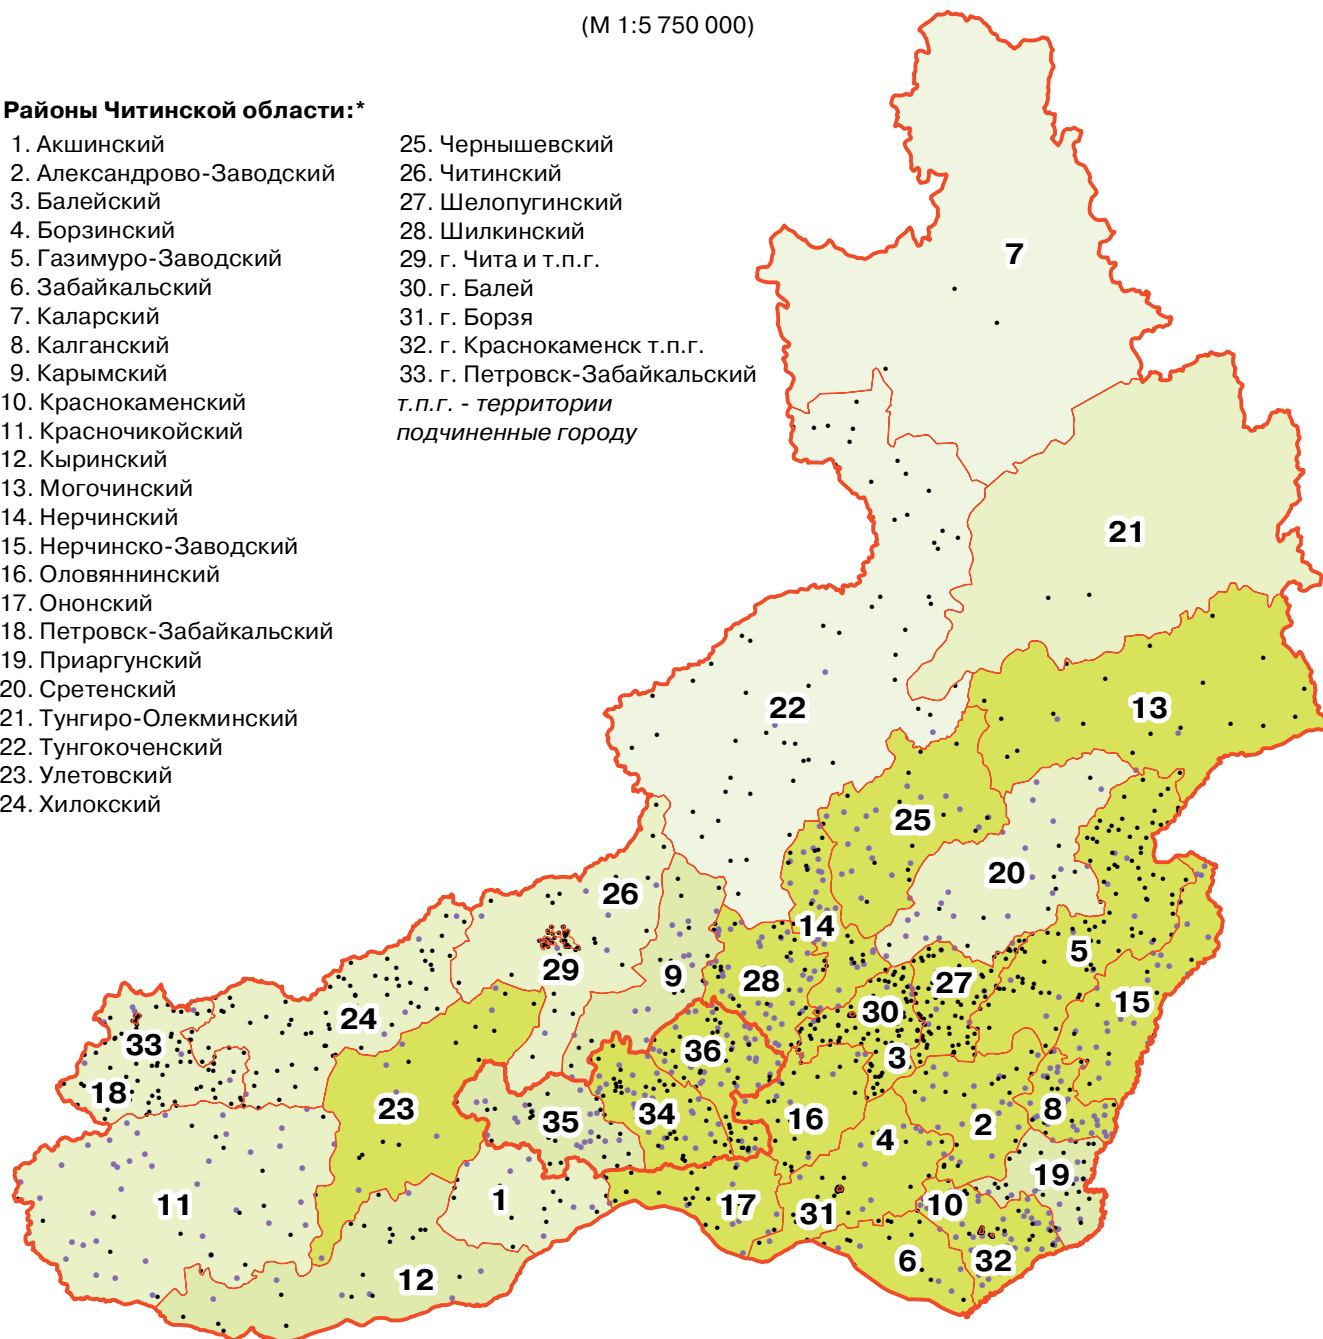 (М 1:5 750 000)
Районы Читинской области:*
1. Акшинский
2. Александрово-Заводский
3. Балейский
4. Борзинский
5. Газимуро-Заводский
6. Забайкальский
7. Каларский
8. Калганский
9. Карымский
10. Краснокаменский
11. Красночикойский
12. Кыринский
13. Могочинский
14. Нерчинский
15. Нерчинско-Заводский
16. Оловяннинский
17. Ононский
18. Петровск-Забайкальский
19. Приаргунский
20. Сретенский
21. Тунгиро-Олекминский
22. Тунгокоченский
23. Улетовский
24. Хилокский
25. Чернышевский
26. Читинский
27. Шелопугинский
28. Шилкинский
29. г. Чита и т.п.г.
30. г. Балей
31. г. Борзя
32. г. Краснокаменск т.п.г.
33. г. Петровск-Забайкальский
т.п.г. - территории
подчиненные городу
7
21
22
13
25
20
26
14
5
29
9
28
27
15
24
30
33
36
3
18
23
35
34
16
8
2
4
19
11
1
17
31
10
12
6
32